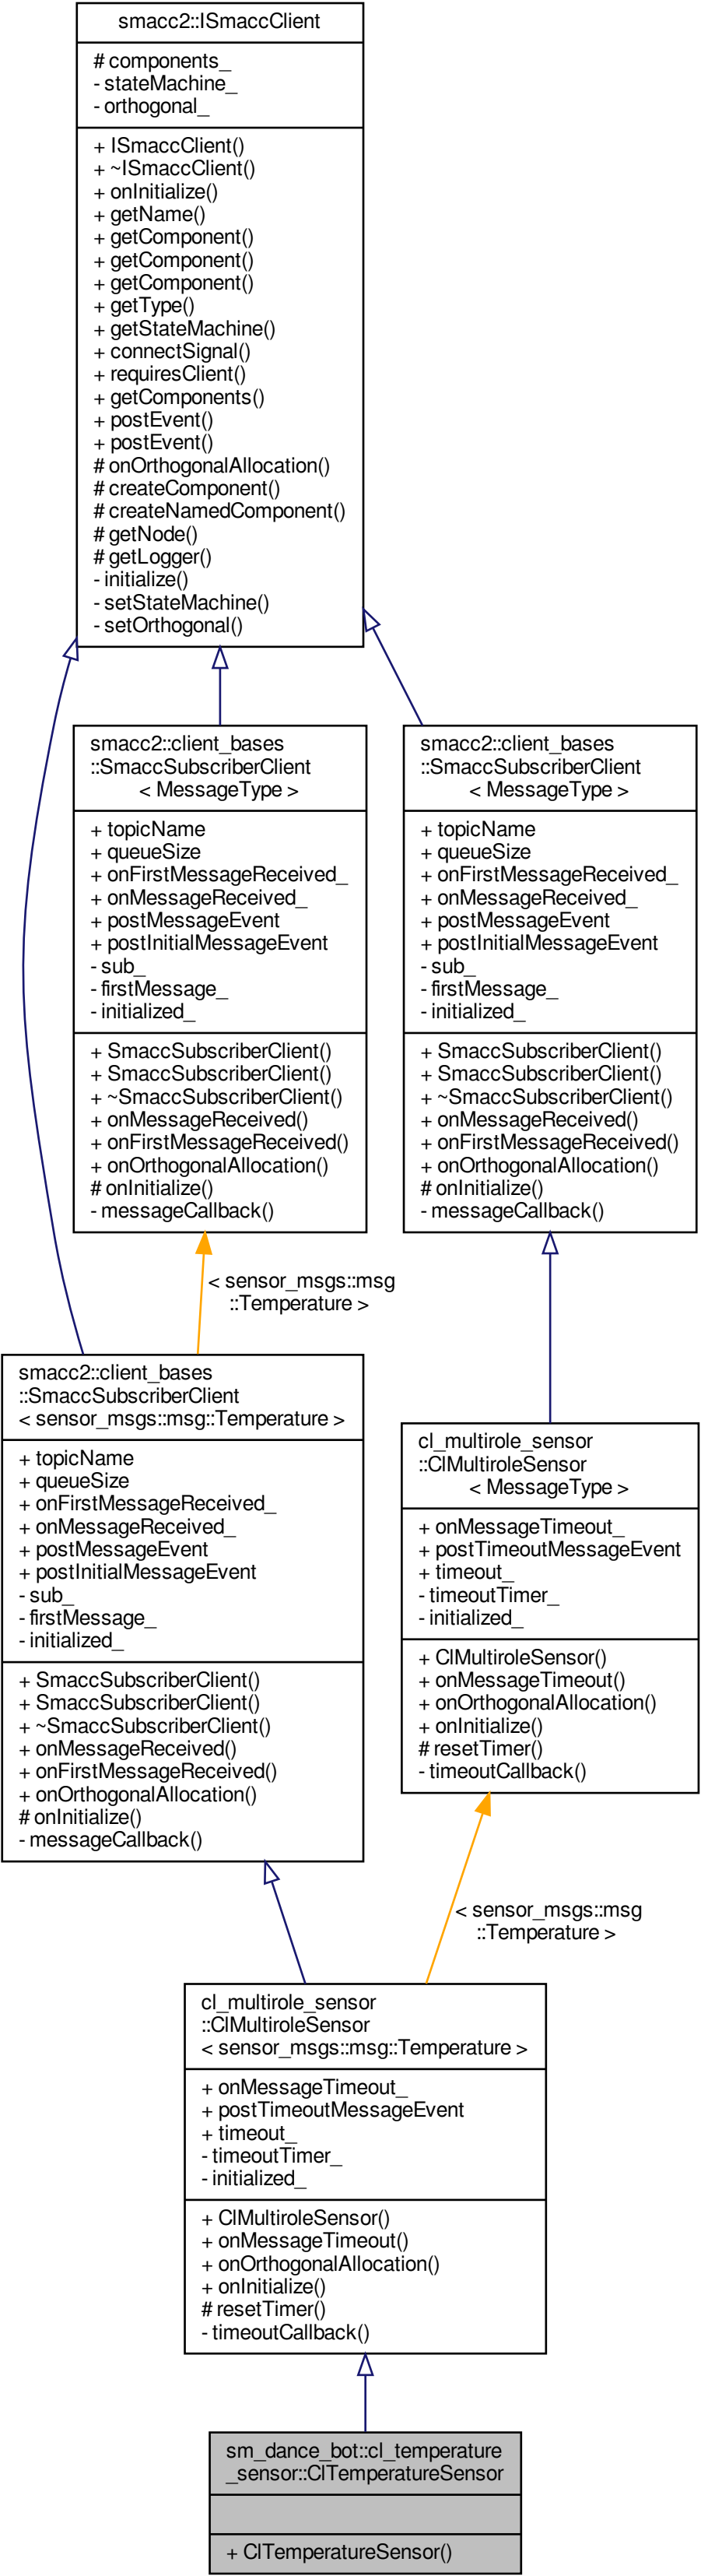 smacc2::ISmaccClient
# components_
- stateMachine_
- orthogonal_
+ ISmaccClient()
+ ~ISmaccClient()
+ onInitialize()
+ getName()
+ getComponent()
+ getComponent()
+ getComponent()
+ getType()
+ getStateMachine()
+ connectSignal()
+ requiresClient()
+ getComponents()
+ postEvent()
+ postEvent()
# onOrthogonalAllocation()
# createComponent()
# createNamedComponent()
# getNode()
# getLogger()
- initialize()
- setStateMachine()
- setOrthogonal()
smacc2::client_bases
::SmaccSubscriberClient
< MessageType >
+ topicName
+ queueSize
+ onFirstMessageReceived_
+ onMessageReceived_
+ postMessageEvent
+ postInitialMessageEvent
- sub_
- firstMessage_
- initialized_
+ SmaccSubscriberClient()
+ SmaccSubscriberClient()
+ ~SmaccSubscriberClient()
+ onMessageReceived()
+ onFirstMessageReceived()
+ onOrthogonalAllocation()
# onInitialize()
- messageCallback()
smacc2::client_bases
::SmaccSubscriberClient
< MessageType >
+ topicName
+ queueSize
+ onFirstMessageReceived_
+ onMessageReceived_
+ postMessageEvent
+ postInitialMessageEvent
- sub_
- firstMessage_
- initialized_
+ SmaccSubscriberClient()
+ SmaccSubscriberClient()
+ ~SmaccSubscriberClient()
+ onMessageReceived()
+ onFirstMessageReceived()
+ onOrthogonalAllocation()
# onInitialize()
- messageCallback()
< sensor_msgs::msg
::Temperature >
smacc2::client_bases
::SmaccSubscriberClient
< sensor_msgs::msg::Temperature >
+ topicName
+ queueSize
+ onFirstMessageReceived_
+ onMessageReceived_
+ postMessageEvent
+ postInitialMessageEvent
- sub_
- firstMessage_
- initialized_
+ SmaccSubscriberClient()
+ SmaccSubscriberClient()
+ ~SmaccSubscriberClient()
+ onMessageReceived()
+ onFirstMessageReceived()
+ onOrthogonalAllocation()
# onInitialize()
- messageCallback()
cl_multirole_sensor
::ClMultiroleSensor
< MessageType >
+ onMessageTimeout_
+ postTimeoutMessageEvent
+ timeout_
- timeoutTimer_
- initialized_
+ ClMultiroleSensor()
+ onMessageTimeout()
+ onOrthogonalAllocation()
+ onInitialize()
# resetTimer()
- timeoutCallback()
< sensor_msgs::msg
::Temperature >
cl_multirole_sensor
::ClMultiroleSensor
< sensor_msgs::msg::Temperature >
+ onMessageTimeout_
+ postTimeoutMessageEvent
+ timeout_
- timeoutTimer_
- initialized_
+ ClMultiroleSensor()
+ onMessageTimeout()
+ onOrthogonalAllocation()
+ onInitialize()
# resetTimer()
- timeoutCallback()
sm_dance_bot::cl_temperature
_sensor::ClTemperatureSensor
+ ClTemperatureSensor()